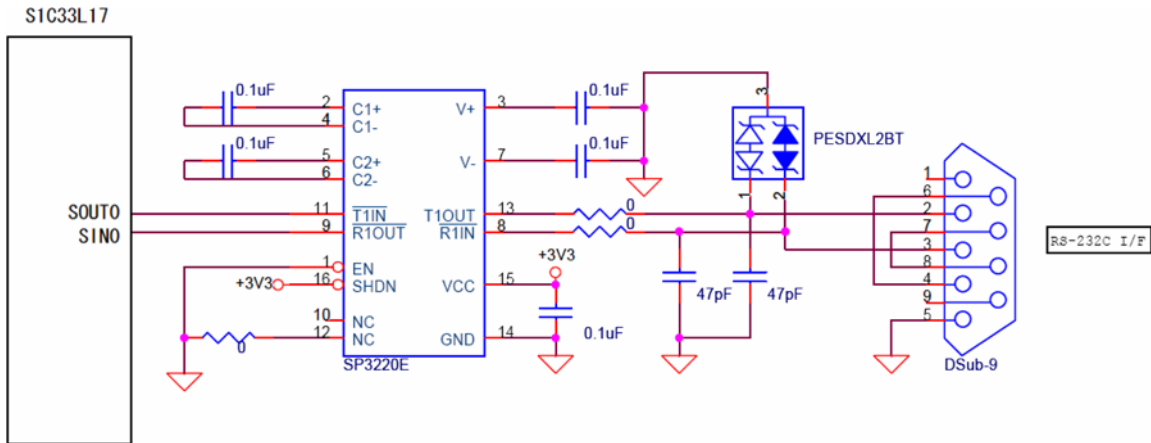 S1C33L17
0.1uF
2
4
C1+
C1-
V+
3
0.1uF
3
PESDXL2BT
0.1uF
5
6
C2+
C2-
V-
7
0.1uF
1
2
SOUT0
11
T1IN
T1OUT
13
0
SIN0
9
R1OUT
R1IN
8
0
1
EN
+3V3
16
SHDN
VCC
15
+3V3
10
NC
12
NC
GND
14
0.1uF
0
SP3220E
47pF
47pF
1
6
2
7
3
8
4
9
5
DSub-9
RS-232C I/F